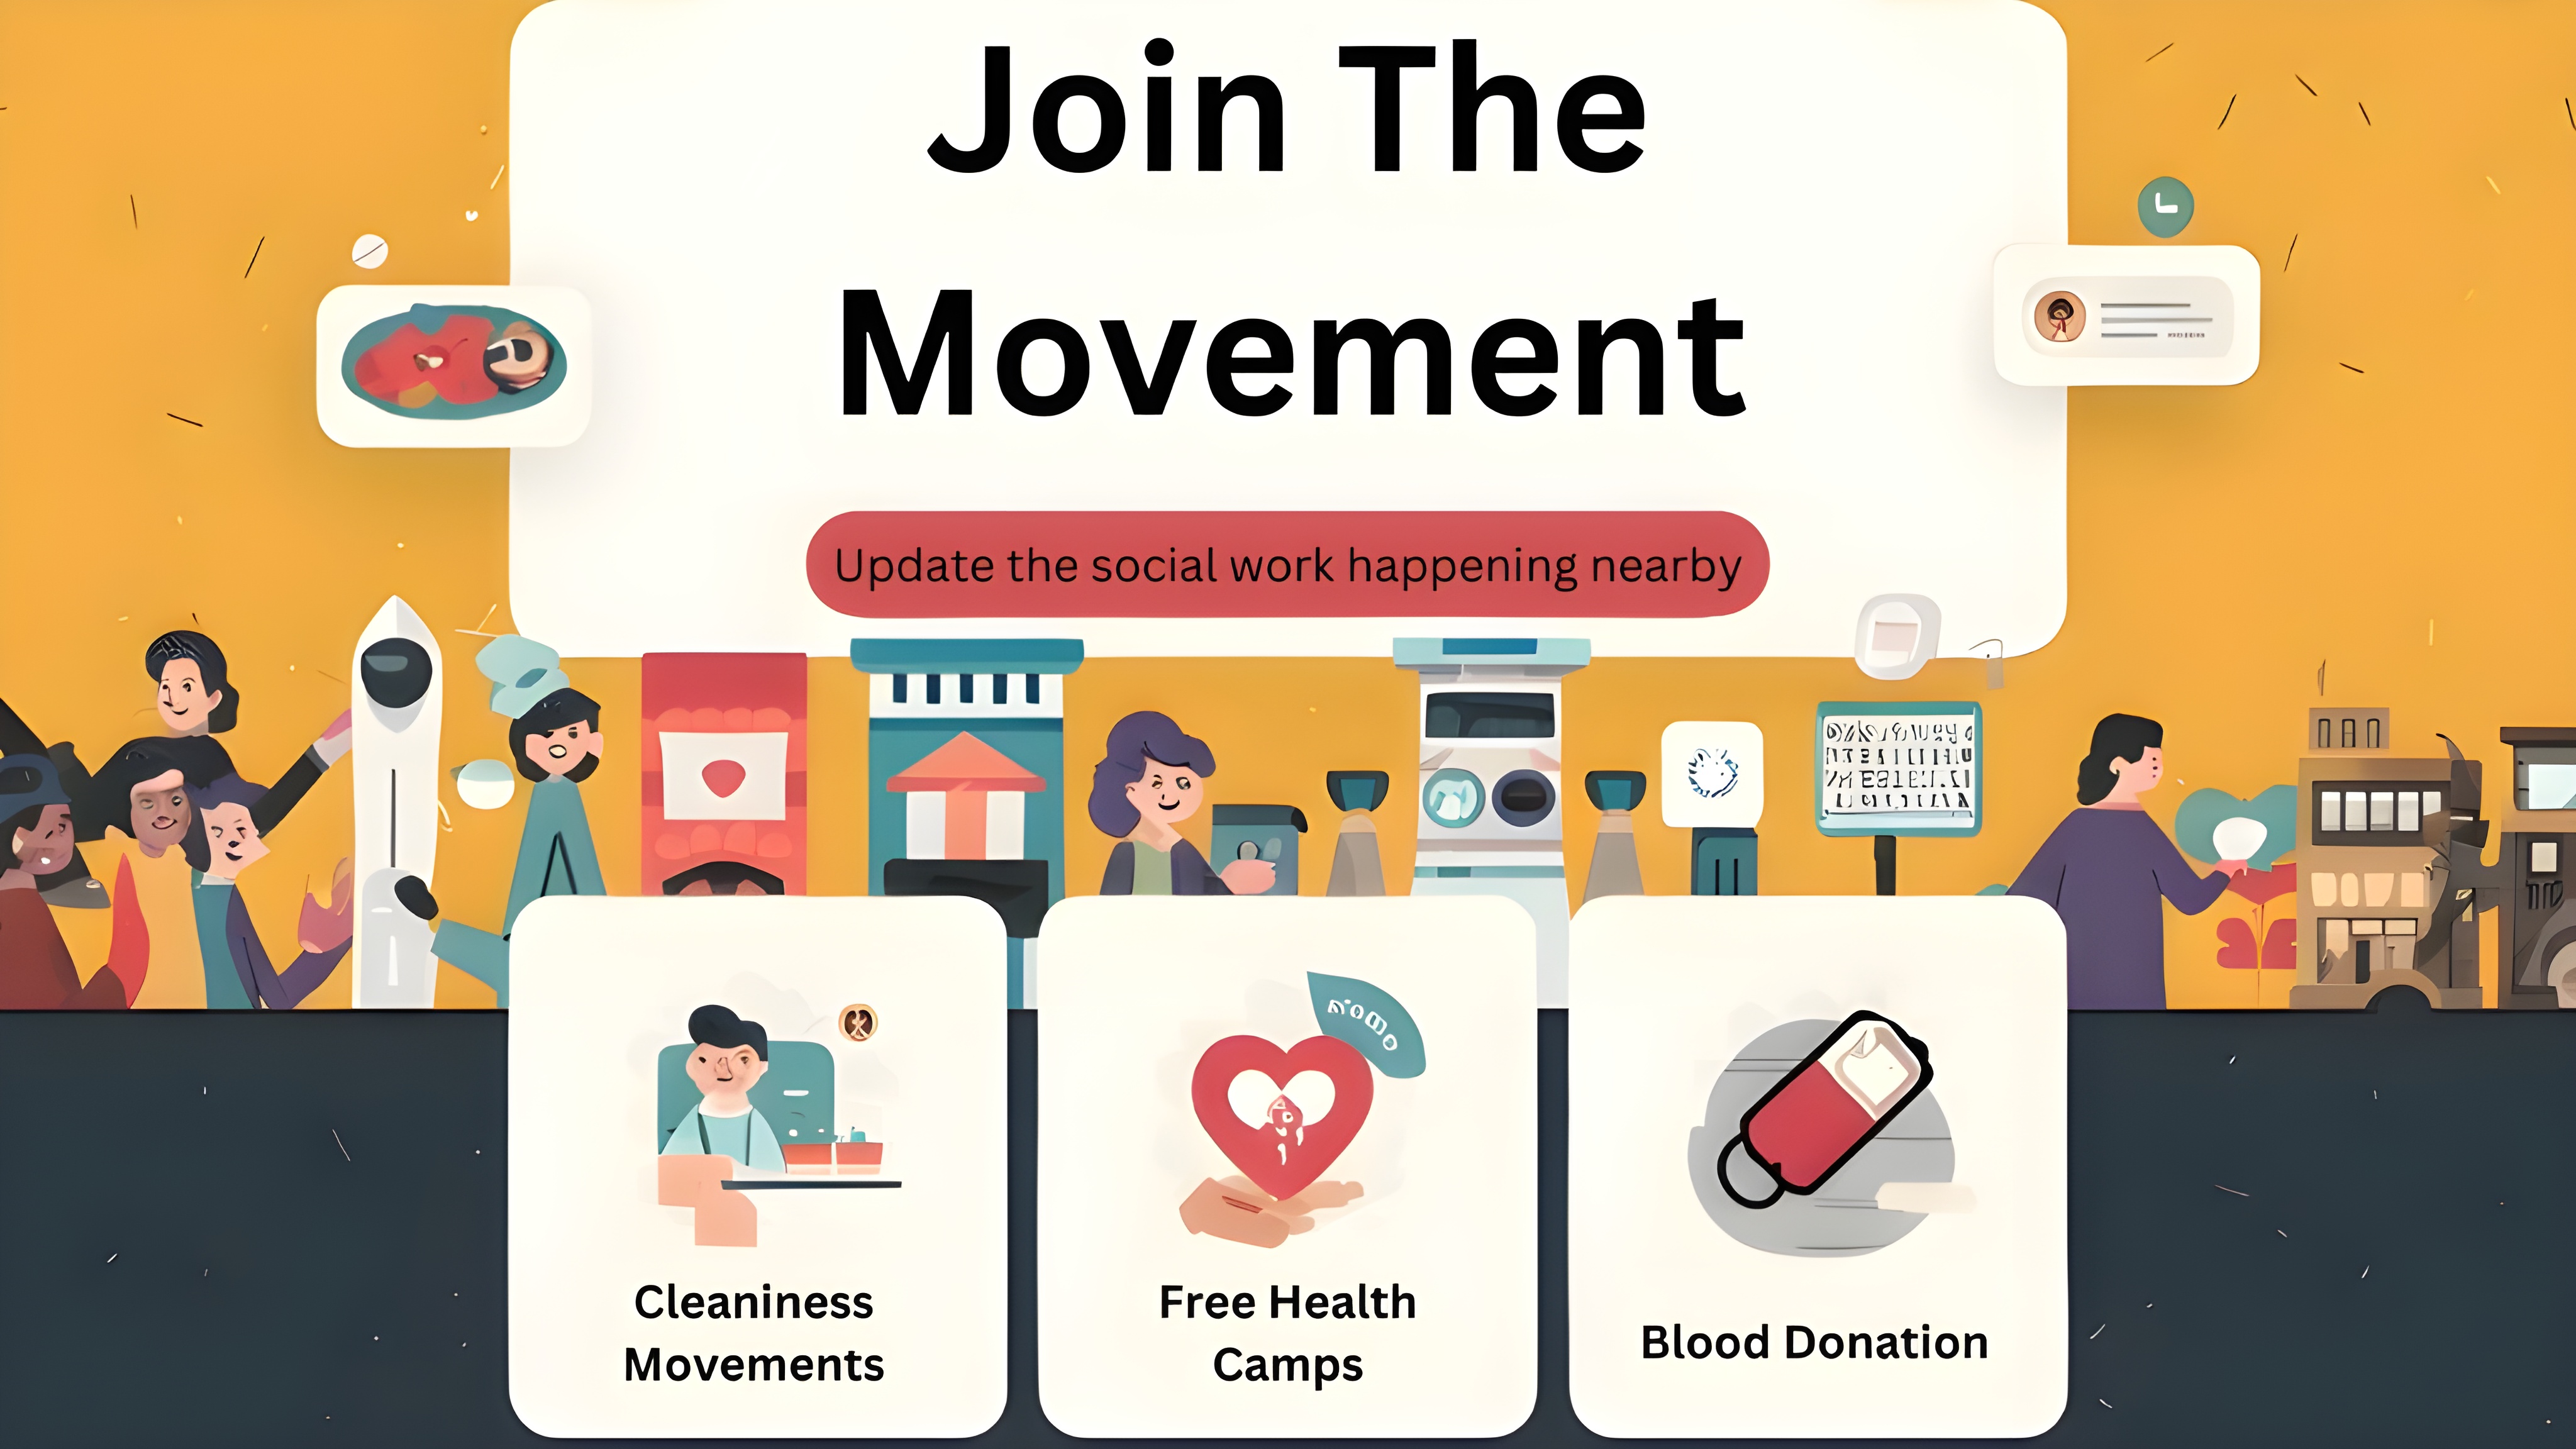 Join The
Movement
Update the social work happening nearby
Cleaniness
Movements
Free Health
Camps
Blood Donation